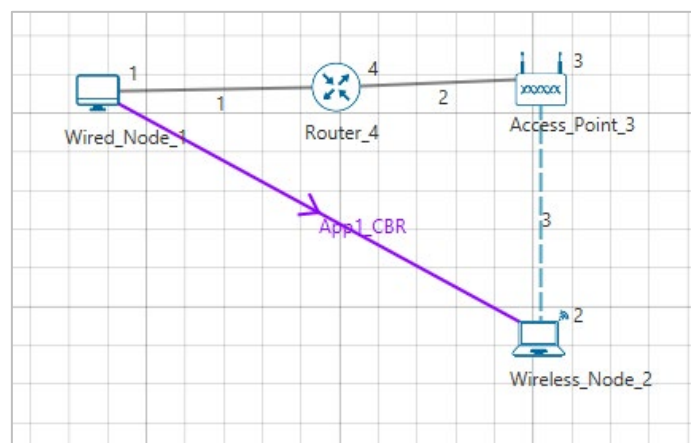 1
4
3
1
2
Wired_Node_1
Router_4
Access_Point_3
App1_CBR
3
2
Wireless_Node_2